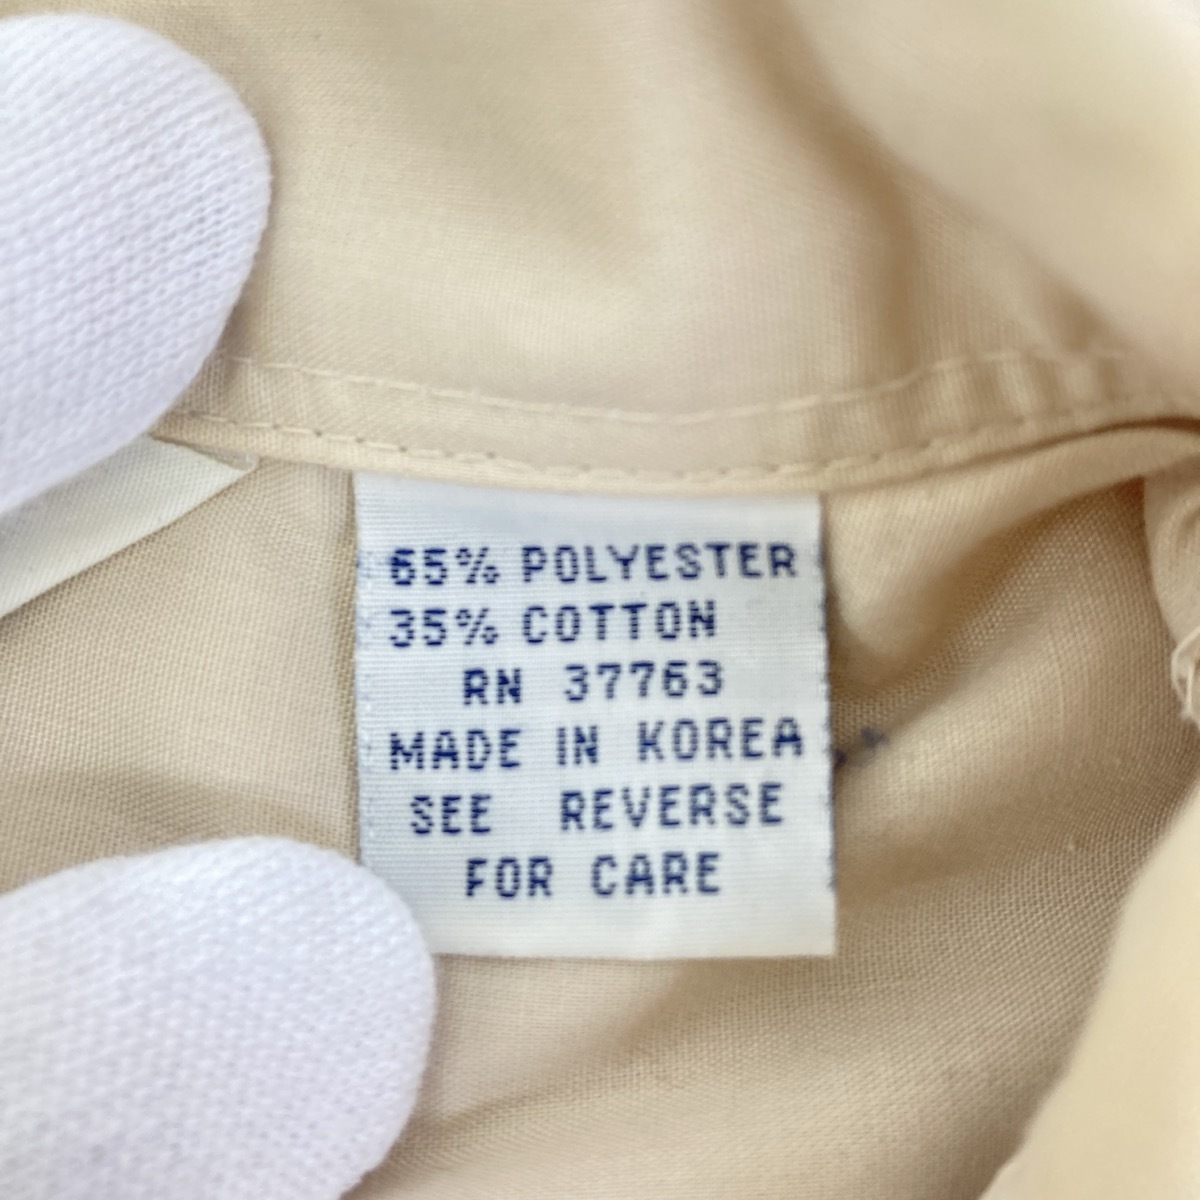 65% POLYESTER
35% COTTON
RN 37763
MADE IN KOREA
SEE REVERSE
FOR CARE